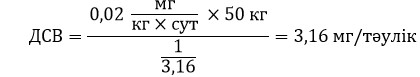 ДСВ = (0,02 мг/(кг × сут) × 50 кг) / (1/3,16) = 3,16 мг/тәулік